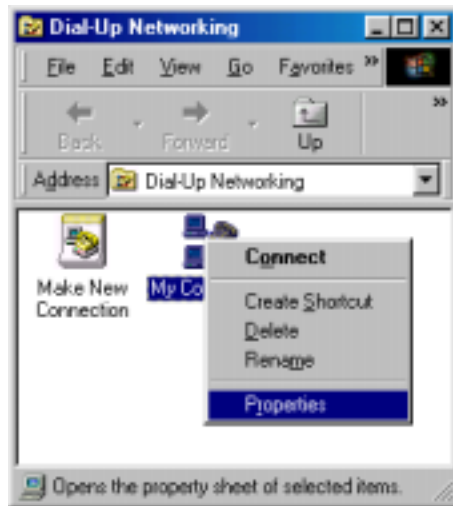 Dial-Up Networking
File Edit View Go Favorites »
Back Forward Up »
Address Dial-Up Networking
Make New Connection
My Co
Connect
Create Shortcut
Delete
Rename
Properties
Opens the property sheet of selected items.